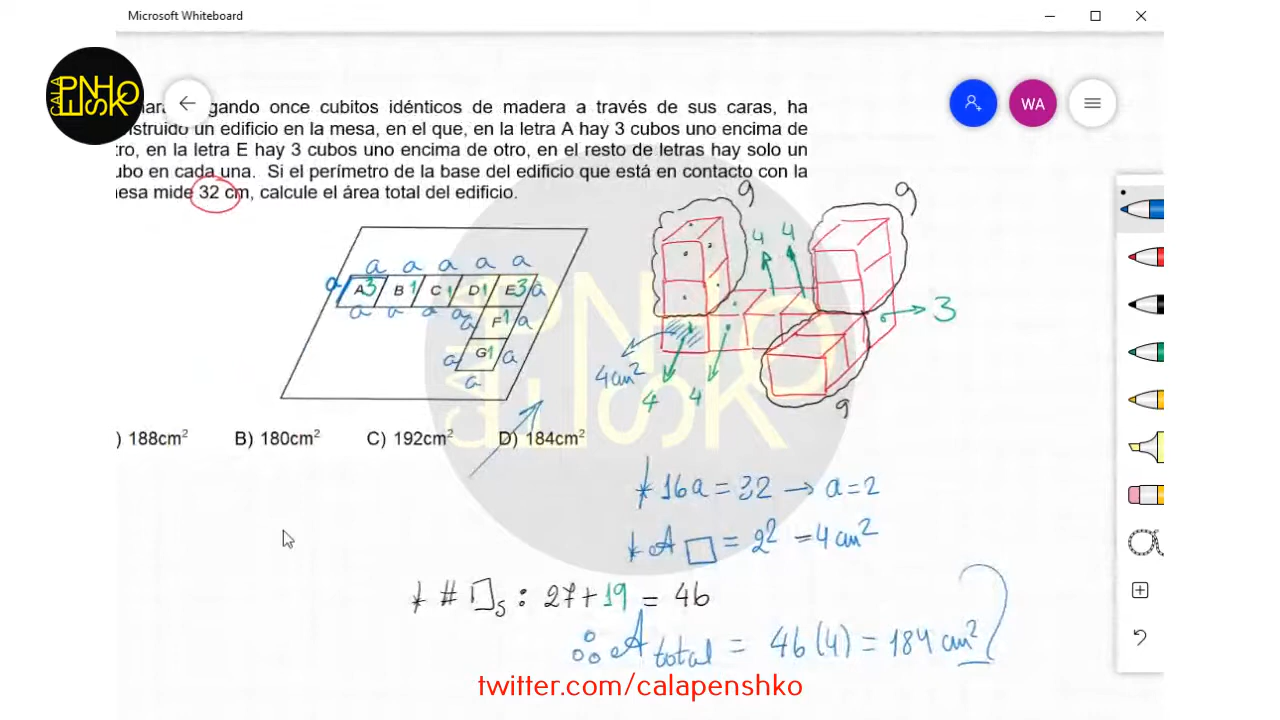 Microsoft Whiteboard
CALA
PENSHKO
WA
gando once cubitos idénticos de madera a través de sus caras, ha
nstruido un edificio en la mesa, en el que, en la letra A hay 3 cubos uno encima de
tro, en la letra E hay 3 cubos uno encima de otro, en el resto de letras hay solo un
ubo en cada una. Si el perímetro de la base del edificio que está en contacto con la
nesa mide 32 cm, calcule el área total del edificio.
9 9
4 4
a a a a a
a A3 B1 C1 D1 E3 a
a a a a a F1 a
a G1 a
a
3
4cm²
4 4
9
) 188cm² B) 180cm² C) 192cm² D) 184cm²
* 16a = 32 → a = 2
* A □ = 2² = 4 cm²
* # □s : 27 + 19 = 46
∴ A total = 46 (4) = 184 cm²
twitter.com/calapenshko